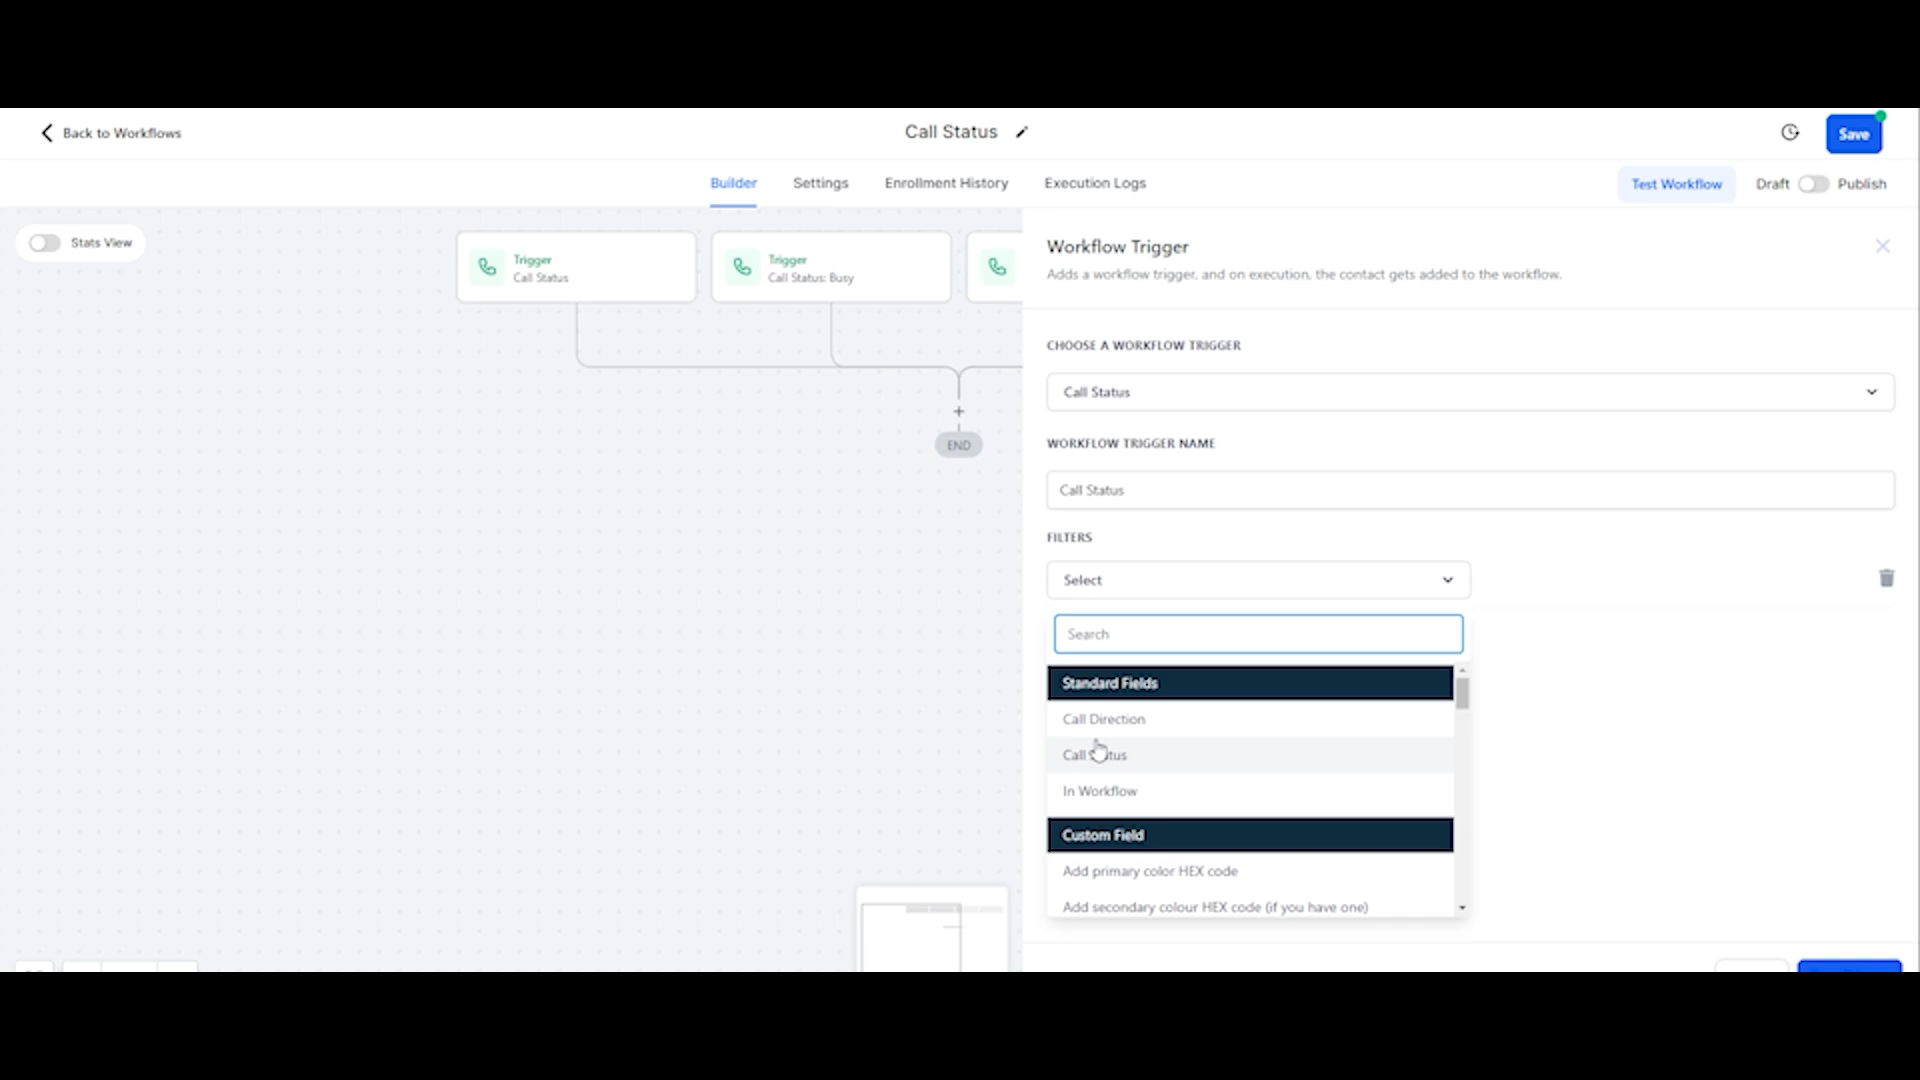 Back to Workflows
Call Status
Save
Builder
Settings
Enrollment History
Execution Logs
Test Workflow
Draft
Publish
Stats View
Trigger
Call Status
Trigger
Call Status: Busy
END
Workflow Trigger
Adds a workflow trigger, and on execution, the contact gets added to the workflow.
CHOOSE A WORKFLOW TRIGGER
Call Status
WORKFLOW TRIGGER NAME
Call Status
FILTERS
Select
Search
Standard Fields
Call Direction
Call Status
In Workflow
Custom Field
Add primary color HEX code
Add secondary colour HEX code (if you have one)